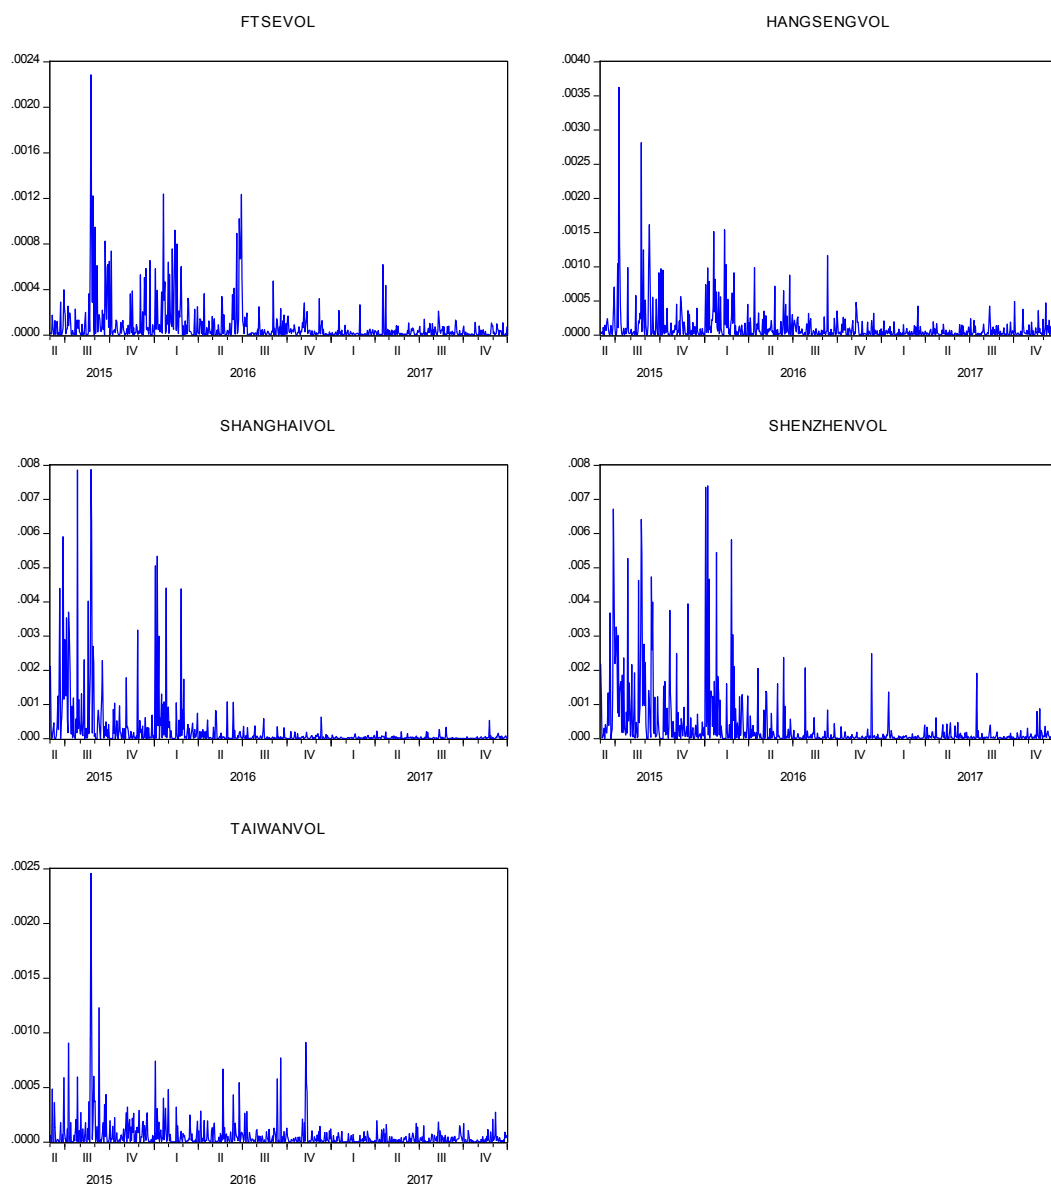 FTSEVOL
.0024
.0020
.0016
.0012
.0008
.0004
.0000
II III IV I II III IV I II III IV
2015 2016 2017
HANGSENGVOL
.0040
.0035
.0030
.0025
.0020
.0015
.0010
.0005
.0000
II III IV I II III IV I II III IV
2015 2016 2017
SHANGHAIVOL
.008
.007
.006
.005
.004
.003
.002
.001
.000
II III IV I II III IV I II III IV
2015 2016 2017
SHENZHENVOL
.008
.007
.006
.005
.004
.003
.002
.001
.000
II III IV I II III IV I II III IV
2015 2016 2017
TAIWANVOL
.0025
.0020
.0015
.0010
.0005
.0000
II III IV I II III IV I II III IV
2015 2016 2017